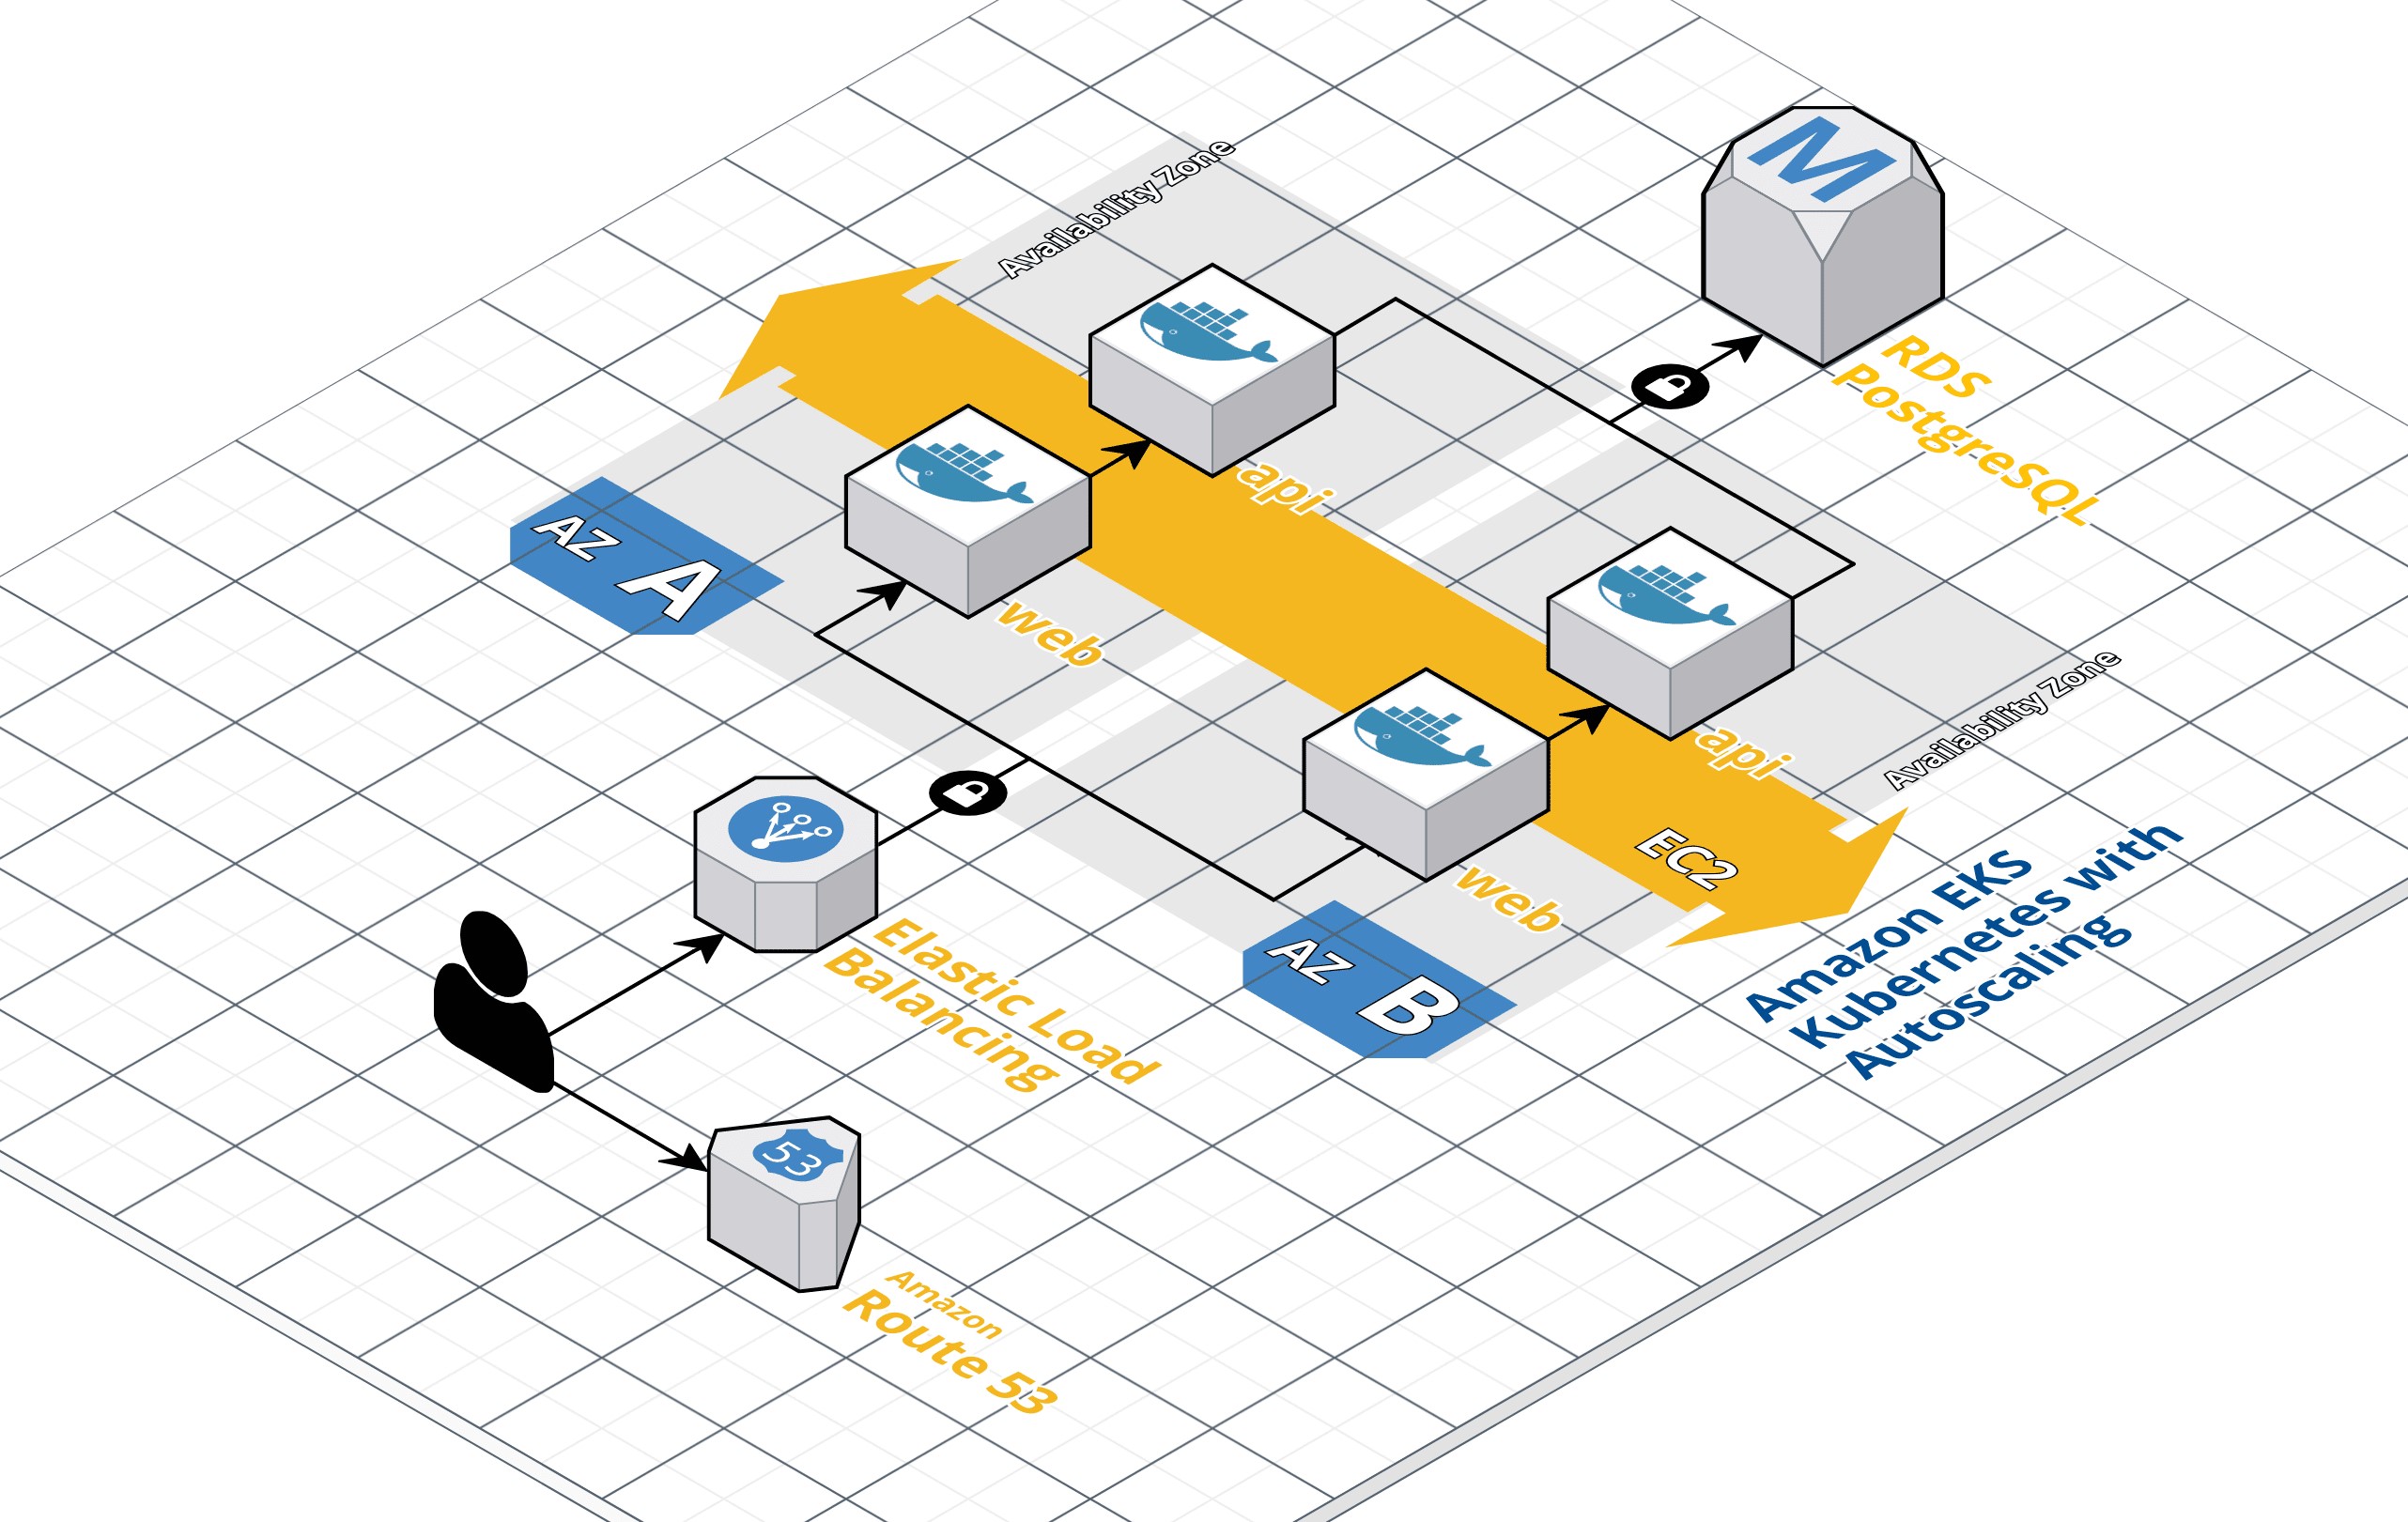 Availability Zone
M
RDS
PostgreSQL
api
AZ A
web
Availability Zone
api
EC2
web
Amazon EKS
Kubernetes with
Autoscaling
AZ B
Elastic Load
Balancing
53
Amazon
Route 53